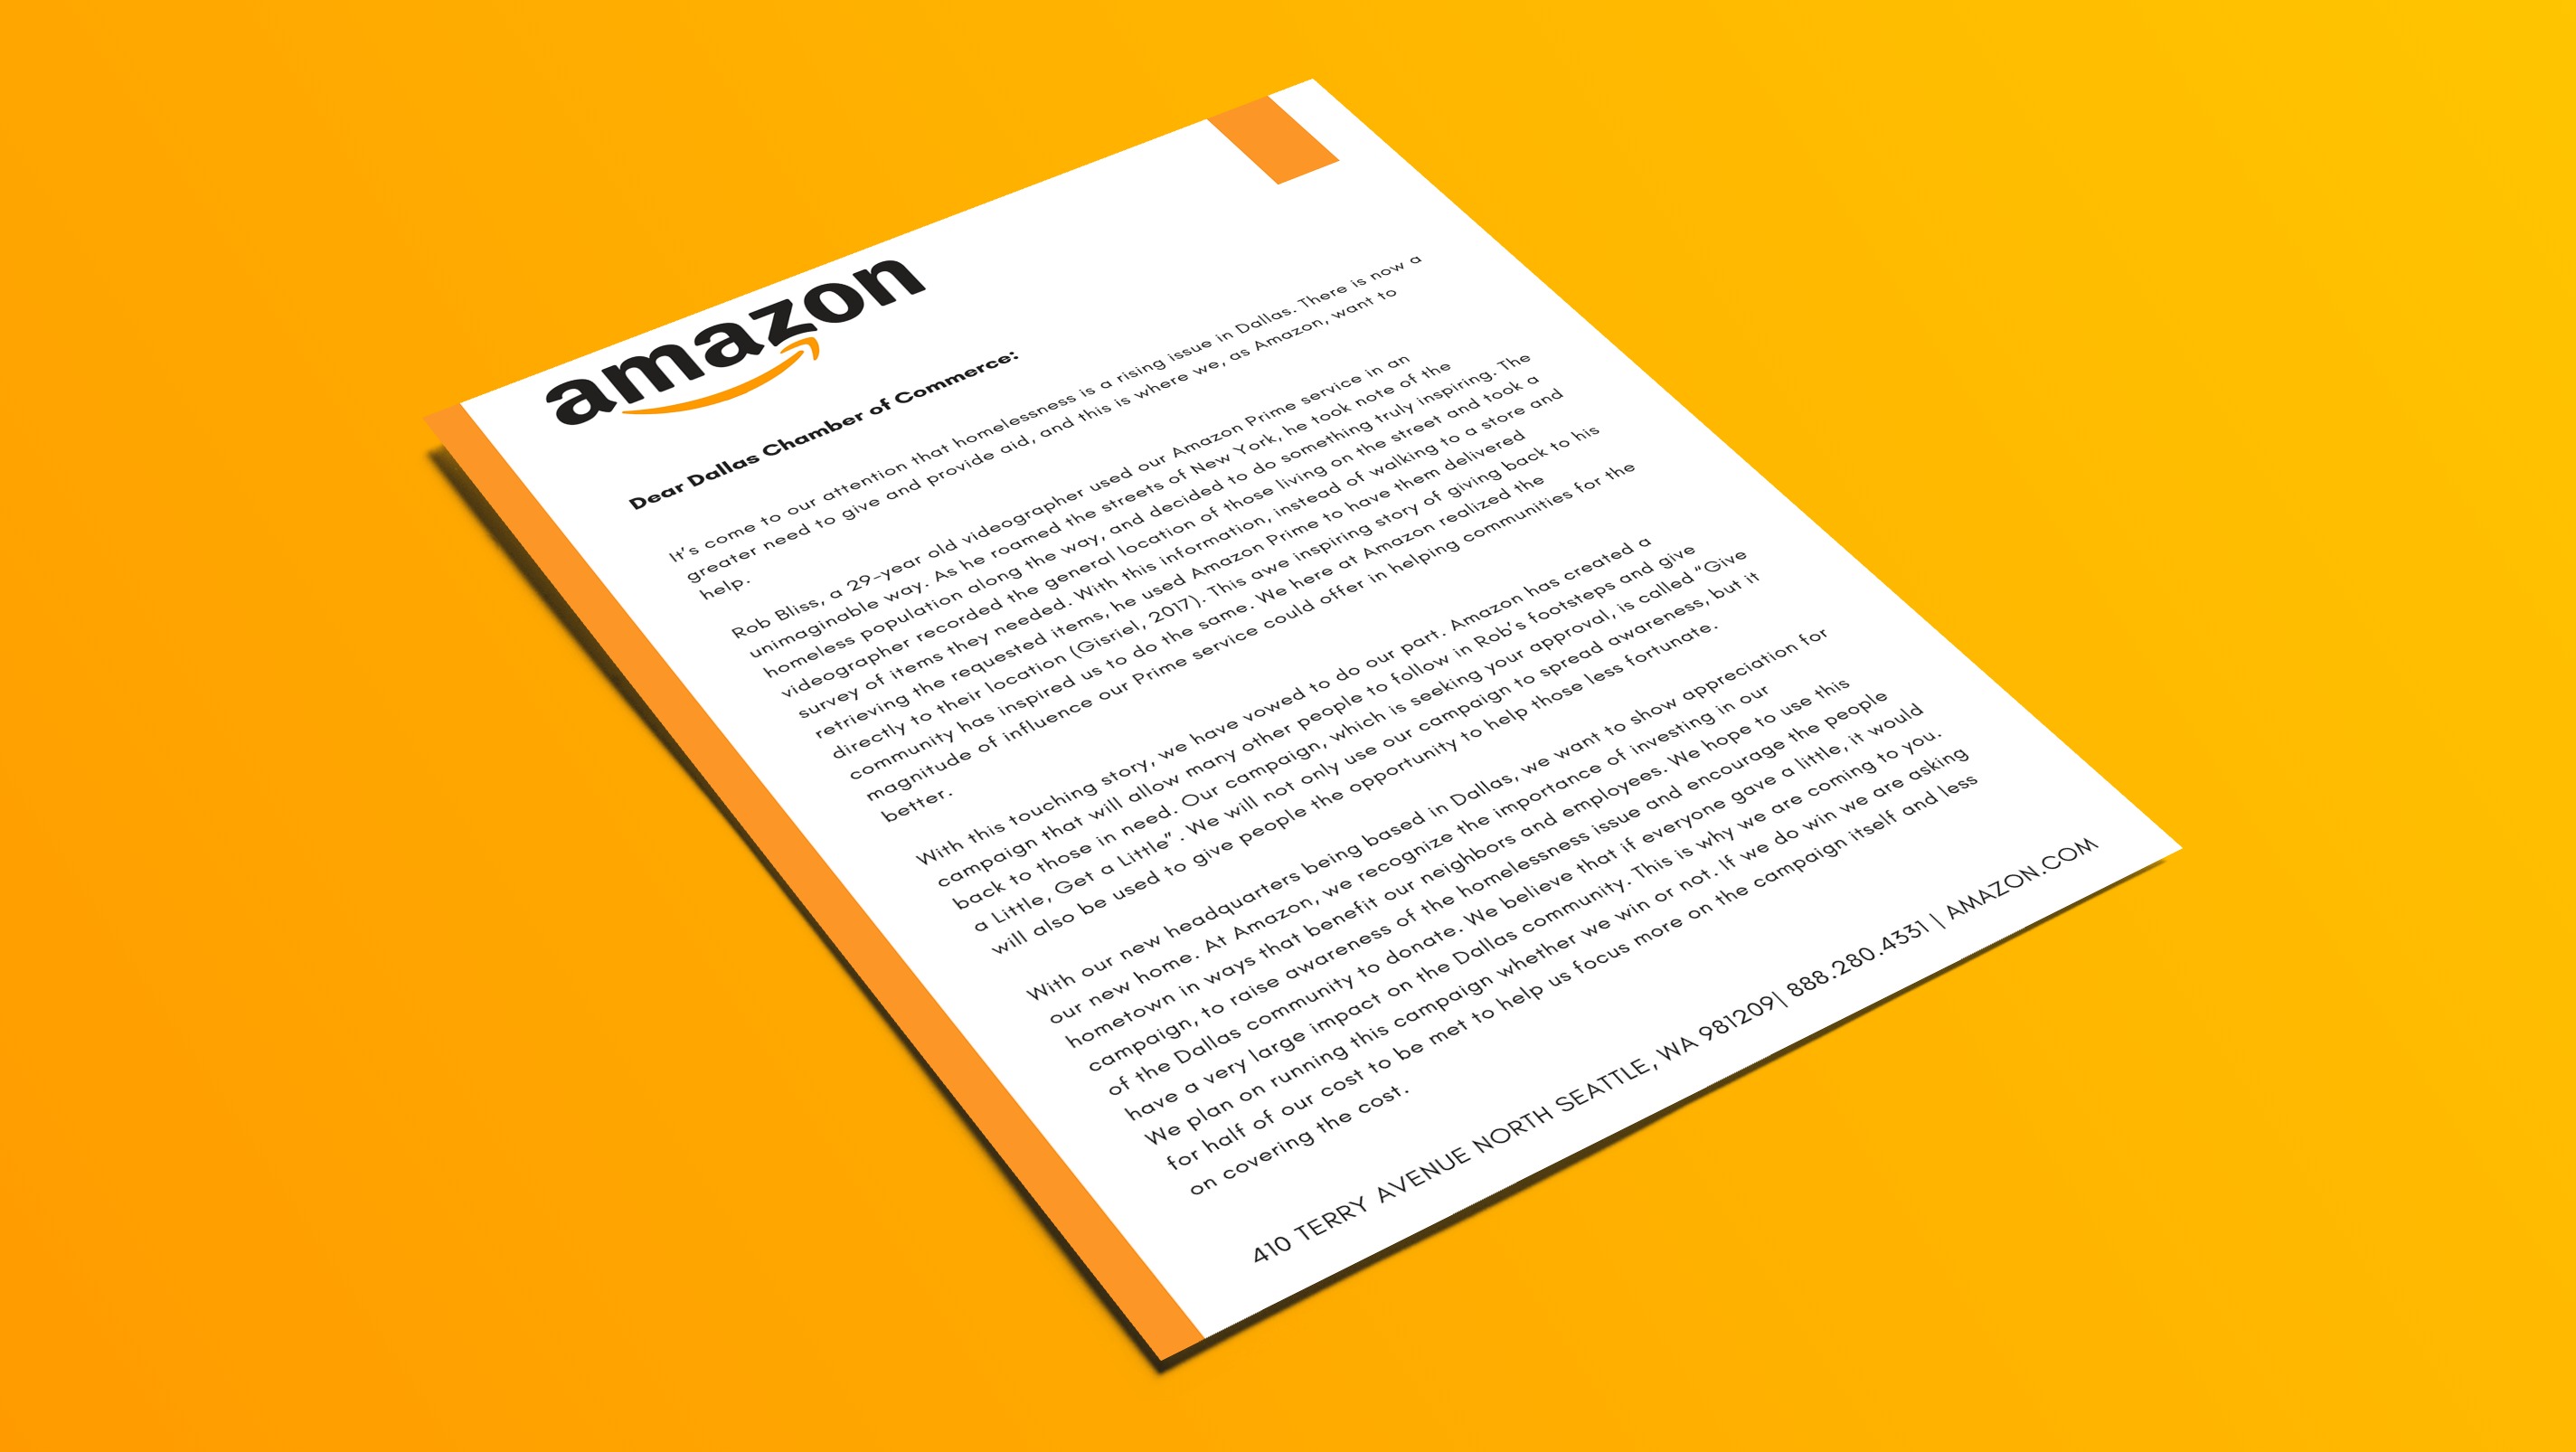 amazon
Dear Dallas Chamber of Commerce:
It's come to our attention that homelessness is a rising issue in Dallas. There is now a
greater need to give and provide aid, and this is where we, as Amazon, want to
help.
Rob Bliss, a 29-year old videographer used our Amazon Prime service in an
unimaginable way. As he roamed the streets of New York, he took note of the
homeless population along the way, and decided to do something truly inspiring. The
videographer recorded the general location of those living on the street and took a
survey of items they needed. With this information, instead of walking to a store and
retrieving the requested items, he used Amazon Prime to have them delivered
directly to their location (Gisriel, 2017). This awe inspiring story of giving back to his
community has inspired us to do the same. We here at Amazon realized the
magnitude of influence our Prime service could offer in helping communities for the
better.
With this touching story, we have vowed to do our part. Amazon has created a
campaign that will allow many other people to follow in Rob's footsteps and give
back to those in need. Our campaign, which is seeking your approval, is called "Give
a Little, Get a Little". We will not only use our campaign to spread awareness, but it
will also be used to give people the opportunity to help those less fortunate.
With our new headquarters being based in Dallas, we want to show appreciation for
our new home. At Amazon, we recognize the importance of investing in our
hometown in ways that benefit our neighbors and employees. We hope to use this
campaign, to raise awareness of the homelessness issue and encourage the people
of the Dallas community to donate. We believe that if everyone gave a little, it would
have a very large impact on the Dallas community. This is why we are coming to you.
We plan on running this campaign whether we win or not. If we do win we are asking
for half of our cost to be met to help us focus more on the campaign itself and less
on covering the cost.
410 TERRY AVENUE NORTH SEATTLE, WA 981209| 888.280.4331 | AMAZON.COM